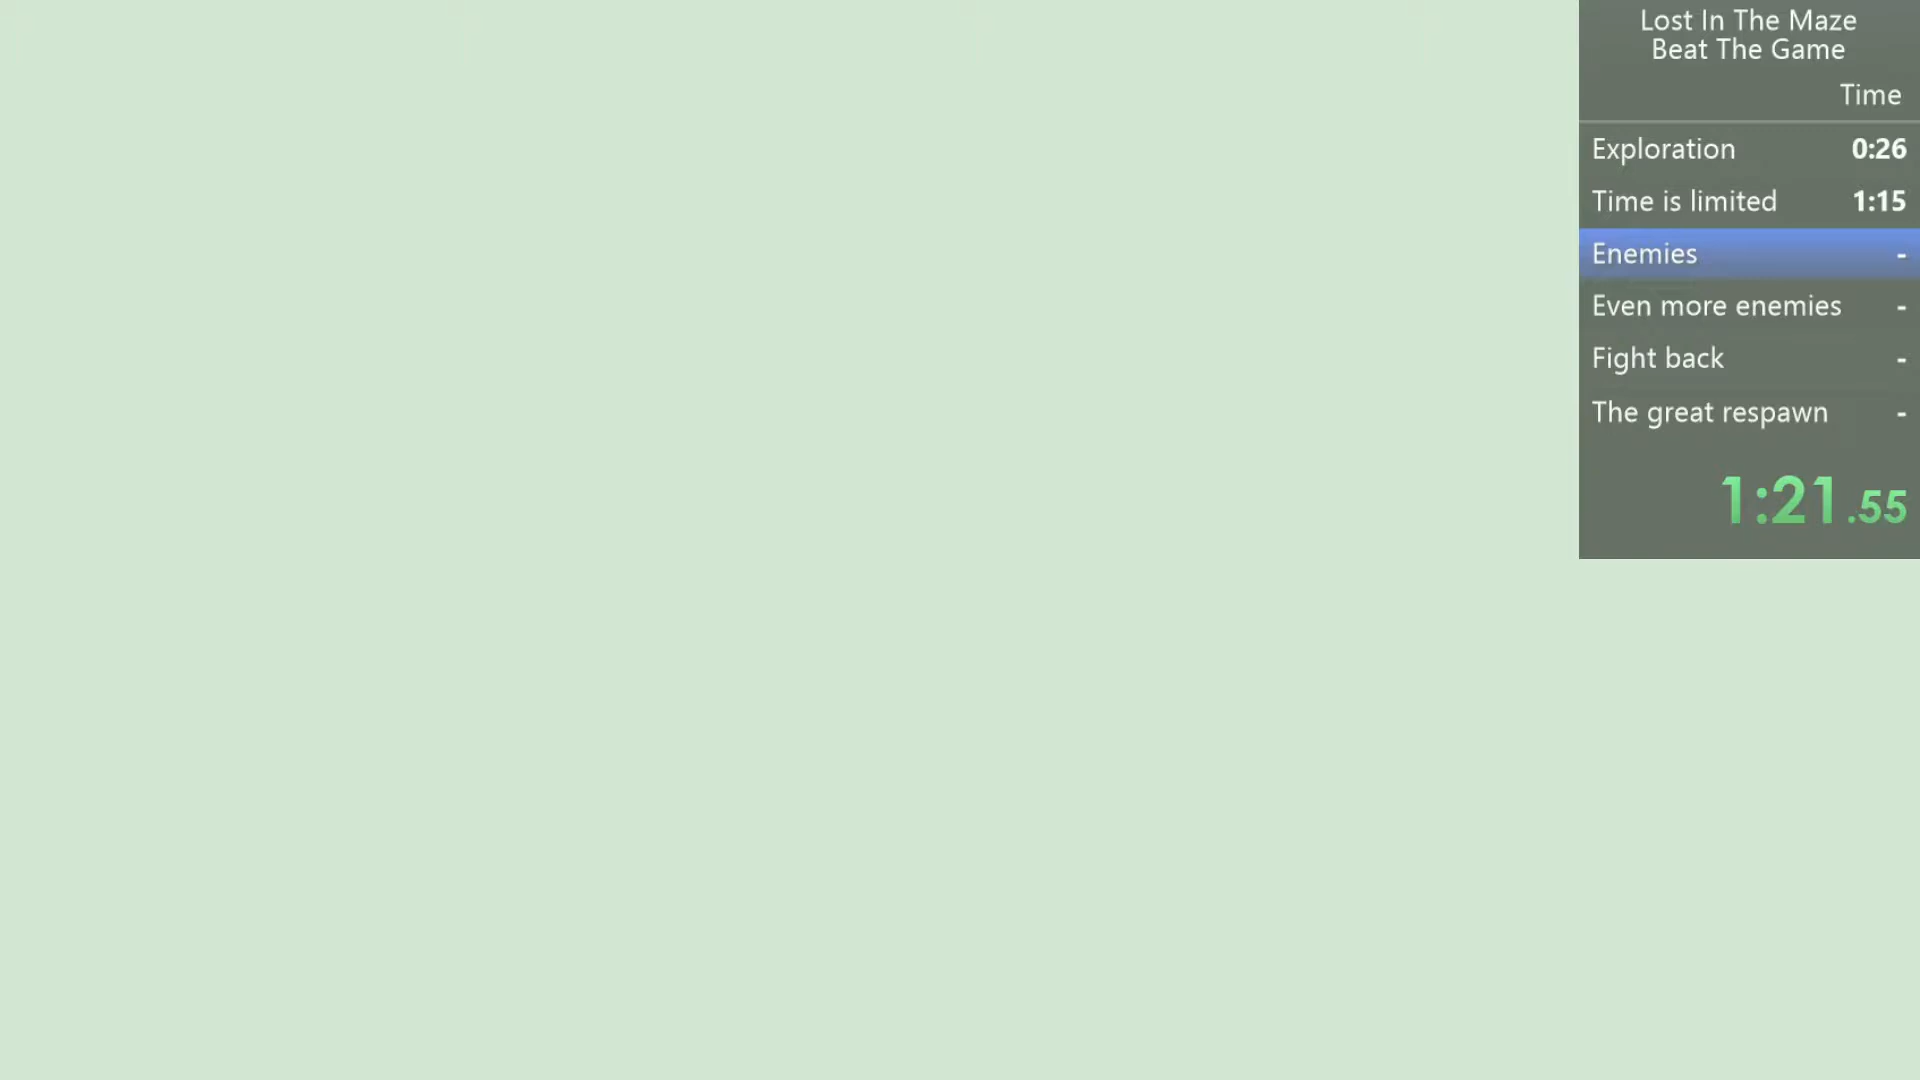 Lost In The Maze
Beat The Game
Time
Exploration 0:26
Time is limited 1:15
Enemies -
Even more enemies -
Fight back -
The great respawn -
1:21.55